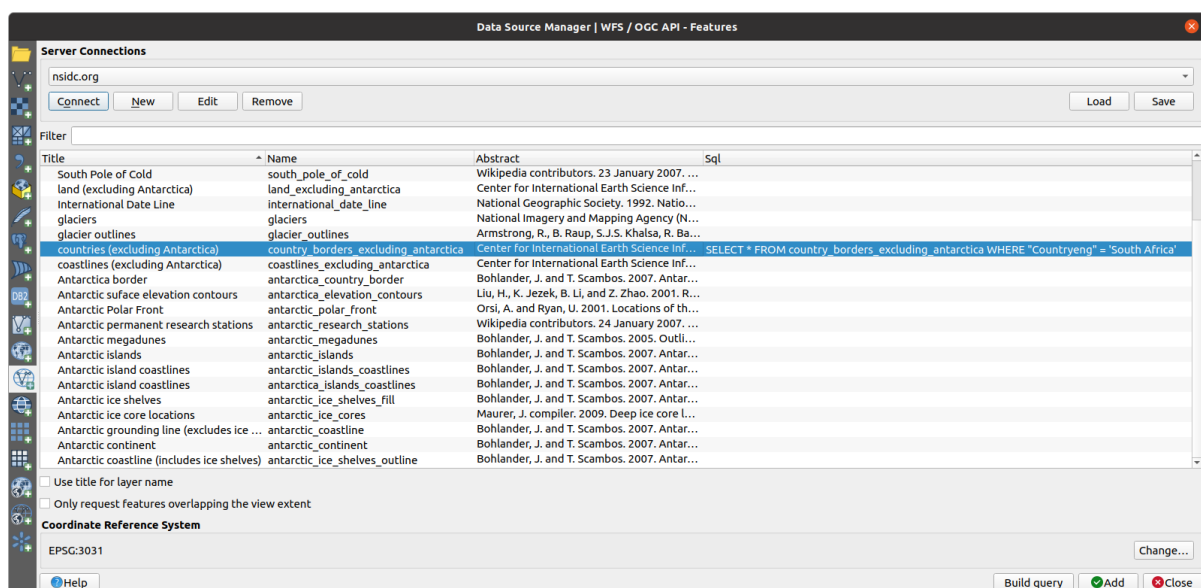 Data Source Manager | WFS / OGC API - Features
Server Connections
nsidc.org
Connect New Edit Remove Load Save
Filter
Title Name Abstract Sql
South Pole of Cold south_pole_of_cold Wikipedia contributors. 23 January 2007. ...
land (excluding Antarctica) land_excluding_antarctica Center for International Earth Science Inf...
International Date Line international_date_line National Geographic Society. 1992. Natio...
glaciers glaciers National Imagery and Mapping Agency (N...
glacier outlines glacier_outlines Armstrong, R., B. Raup, S.J.S. Khalsa, R. Ba...
countries (excluding Antarctica) country_borders_excluding_antarctica Center for International Earth Science Inf... SELECT * FROM country_borders_excluding_antarctica WHERE "Countryeng" = 'South Africa'
coastlines (excluding Antarctica) coastlines_excluding_antarctica Center for International Earth Science Inf...
Antarctica border antarctica_country_border Bohlander, J. and T. Scambos. 2007. Antar...
Antarctic suface elevation contours antarctica_elevation_contours Liu, H., K. Jezek, B. Li, and Z. Zhao. 2001. R...
Antarctic Polar Front antarctic_polar_front Orsi, A. and Ryan, U. 2001. Locations of th...
Antarctic permanent research stations antarctic_research_stations Wikipedia contributors. 24 January 2007. ...
Antarctic megadunes antarctic_megadunes Bohlander, J. and T. Scambos. 2005. Outli...
Antarctic islands antarctic_islands Bohlander, J. and T. Scambos. 2007. Antar...
Antarctic island coastlines antarctic_islands_coastlines Bohlander, J. and T. Scambos. 2007. Antar...
Antarctic island coastlines antarctica_islands_coastlines Bohlander, J. and T. Scambos. 2007. Antar...
Antarctic ice shelves antarctic_ice_shelves_fill Bohlander, J. and T. Scambos. 2007. Antar...
Antarctic ice core locations antarctic_ice_cores Maurer, J. compiler. 2009. Deep ice core l...
Antarctic grounding line (excludes ice ... antarctic_coastline Bohlander, J. and T. Scambos. 2007. Antar...
Antarctic continent antarctic_continent Bohlander, J. and T. Scambos. 2007. Antar...
Antarctic coastline (includes ice shelves) antarctic_ice_shelves_outline Bohlander, J. and T. Scambos. 2007. Antar...
Use title for layer name
Only request features overlapping the view extent
Coordinate Reference System
EPSG:3031 Change...
Help Build query Add Close
DB2